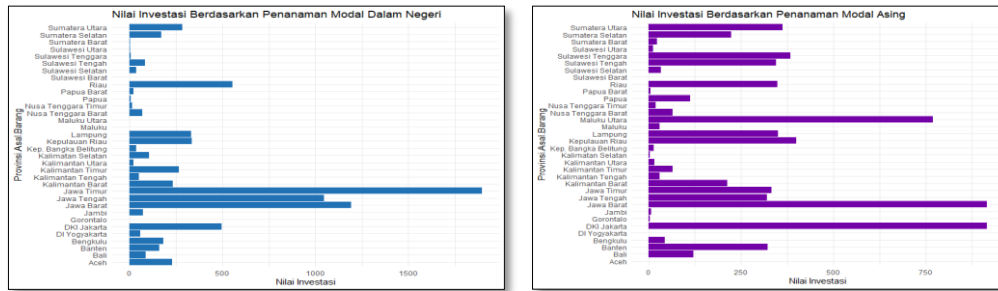 Nilai Investasi Berdasarkan Penanaman Modal Dalam Negeri
Provinsi Asal Barang
Sumatera Utara
Sumatera Selatan
Sumatera Barat
Sulawesi Utara
Sulawesi Tenggara
Sulawesi Tengah
Sulawesi Selatan
Sulawesi Barat
Riau
Papua Barat
Papua
Nusa Tenggara Timur
Nusa Tenggara Barat
Maluku Utara
Maluku
Lampung
Kepulauan Riau
Kep. Bangka Belitung
Kalimatan Selatan
Kalimantan Utara
Kalimantan Timur
Kalimantan Tengah
Kalimantan Barat
Jawa Timur
Jawa Tengah
Jawa Barat
Jambi
Gorontalo
DKI Jakarta
DI Yogyakarta
Bengkulu
Banten
Bali
Aceh
0 500 1000 1500
Nilai Investasi
Nilai Investasi Berdasarkan Penanaman Modal Asing
Provinsi Asal Barang
Sumatera Utara
Sumatera Selatan
Sumatera Barat
Sulawesi Utara
Sulawesi Tenggara
Sulawesi Tengah
Sulawesi Selatan
Sulawesi Barat
Riau
Papua Barat
Papua
Nusa Tenggara Timur
Nusa Tenggara Barat
Maluku Utara
Maluku
Lampung
Kepulauan Riau
Kep. Bangka Belitung
Kalimatan Selatan
Kalimantan Utara
Kalimantan Timur
Kalimantan Tengah
Kalimantan Barat
Jawa Timur
Jawa Tengah
Jawa Barat
Jambi
Gorontalo
DKI Jakarta
DI Yogyakarta
Bengkulu
Banten
Bali
Aceh
0 250 500 750
Nilai Investasi